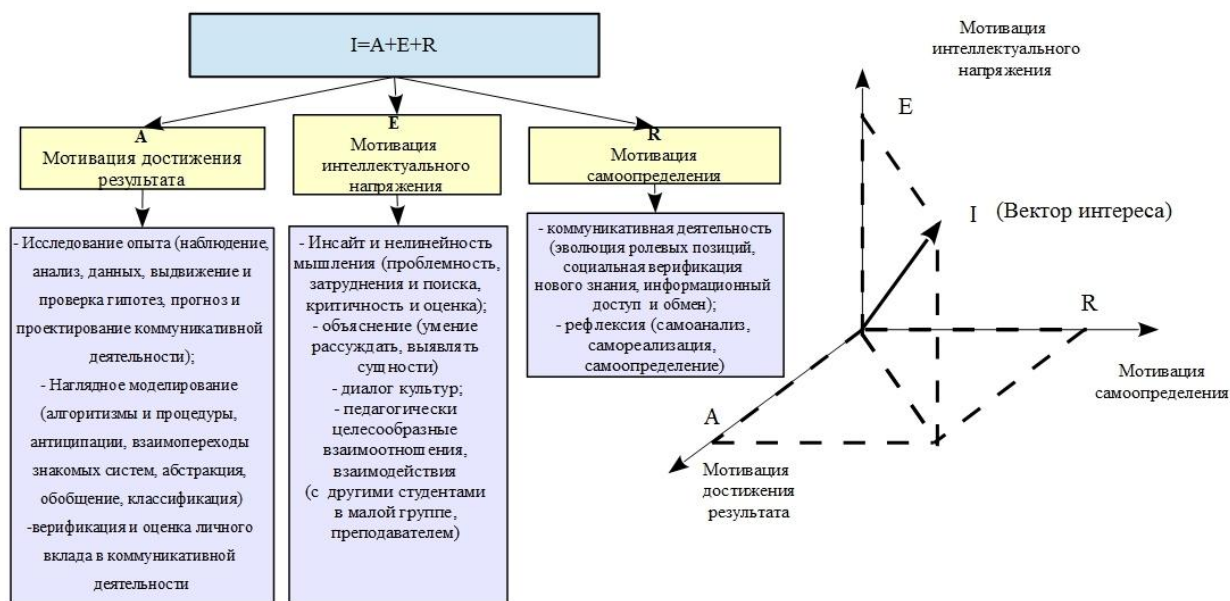 I=A+E+R
A
Мотивация достижения
результата
E
Мотивация
интеллектуального
напряжения
R
Мотивация
самоопределения
- Исследование опыта (наблюдение,
анализ, данных, выдвижение и
проверка гипотез, прогноз и
проектирование коммуникативной
деятельности);
- Наглядное моделирование
(алгоритмы и процедуры,
антиципации, взаимопереходы
знакомых систем, абстракция,
обобщение, классификация)
-верификация и оценка личного
вклада в коммуникативной
деятельности
- Инсайт и нелинейность
мышления (проблемность,
затруднения и поиска,
критичность и оценка);
- объяснение (умение
рассуждать, выявлять
сущности)
- диалог культур;
- педагогически
целесообразные
взаимоотношения,
взаимодействия
(с другими студентами
в малой группе,
преподавателем)
- коммуникативная деятельность
(эволюция ролевых позиций,
социальная верификация
нового знания, информационный
доступ и обмен);
- рефлексия (самоанализ,
самореализация,
самоопределение)
Мотивация
интеллектуального
напряжения
E
I (Вектор интереса)
R
Мотивация
самоопределения
A
Мотивация
достижения
результата